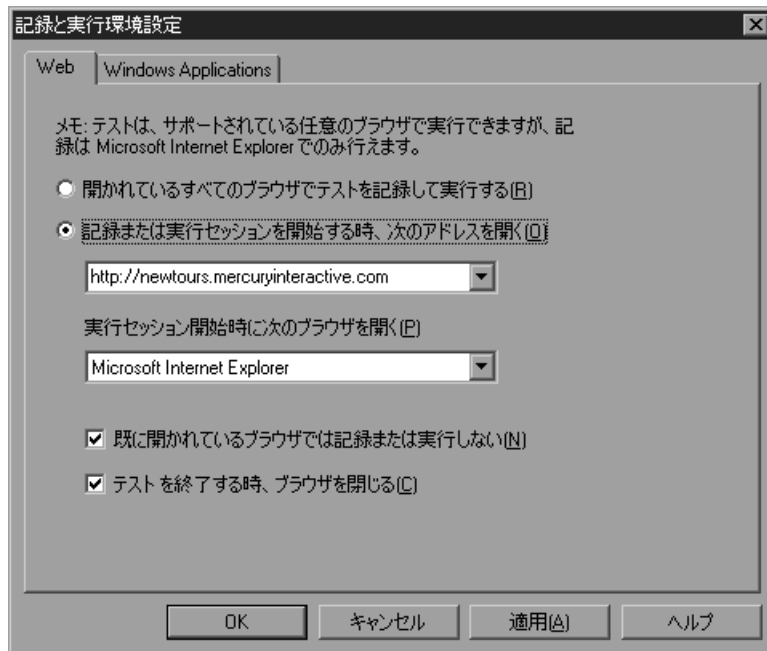 記録と実行環境設定
Web
Windows Applications
メモ: テストは、サポートされている任意のブラウザで実行できますが、記
録は Microsoft Internet Explorer でのみ行えます。
開かれているすべてのブラウザでテストを記録して実行する(R)
記録または実行セッションを開始する時、次のアドレスを開く(O)
http://newtours.mercuryinteractive.com
実行セッション開始時に次のブラウザを開く(P)
Microsoft Internet Explorer
既に開かれているブラウザでは記録または実行しない(N)
テストを終了する時、ブラウザを閉じる(C)
OK
キャンセル
適用(A)
ヘルプ